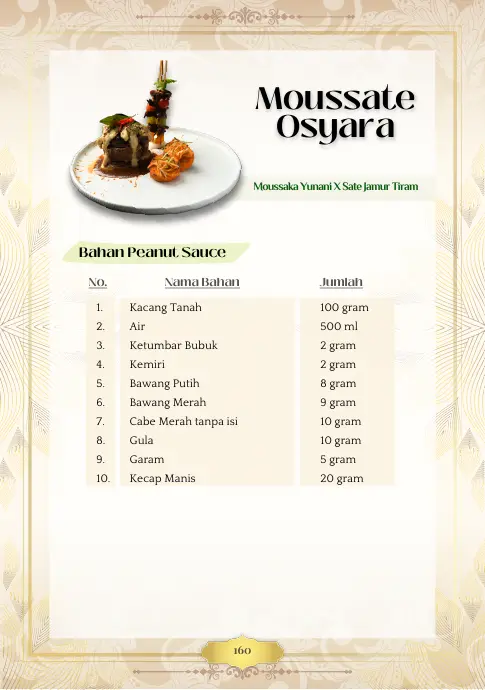 Moussate
Osyara
Moussaka Yunani X Sate Jamur Tiram
Bahan Peanut Sauce
No. Nama Bahan Jumlah
1. Kacang Tanah 100 gram
2. Air 500 ml
3. Ketumbar Bubuk 2 gram
4. Kemiri 2 gram
5. Bawang Putih 8 gram
6. Bawang Merah 9 gram
7. Cabe Merah tanpa isi 10 gram
8. Gula 10 gram
9. Garam 5 gram
10. Kecap Manis 20 gram
160